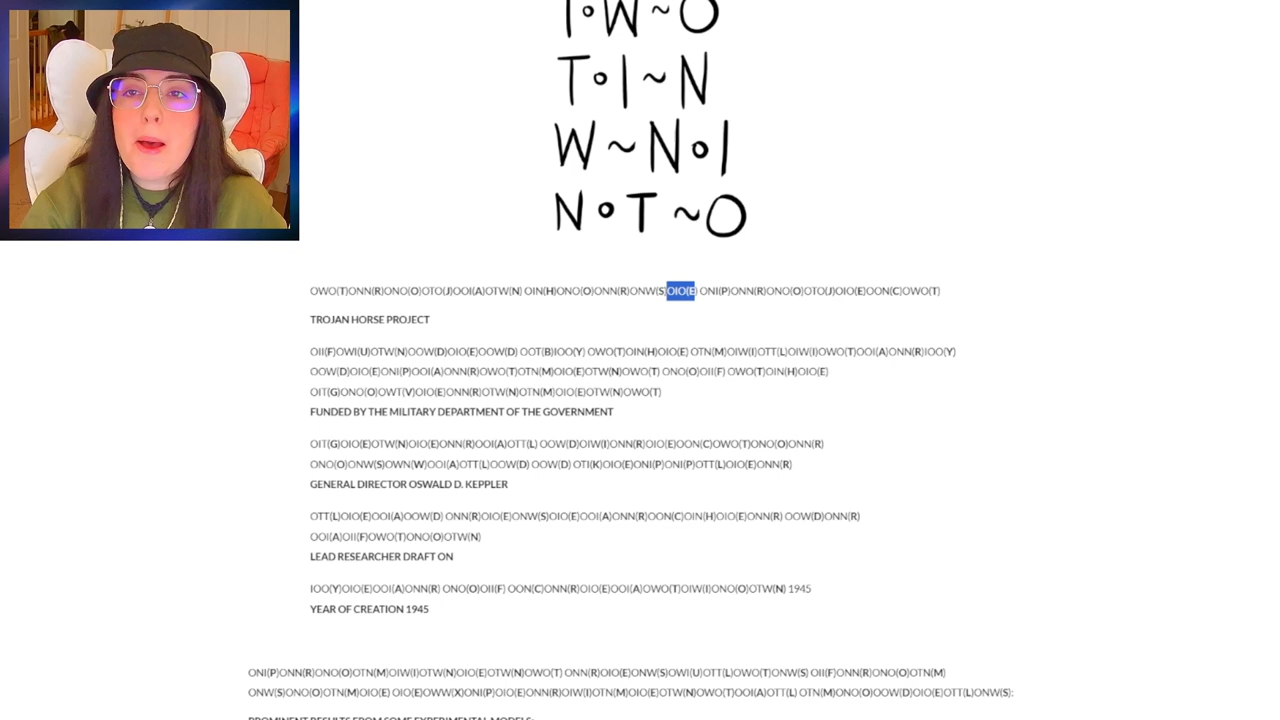 T∘W~O
T∘I~N
W~N∘I
N∘T~O
OWO(T)ONN(R)ONO(O)OTO(J)OOI(A)OTW(N) OIN(H)ONO(O)ONN(R)ONW(S)OIO(E) ONI(P)ONN(R)ONO(O)OTO(J)OIO(E)OON(C)OWO(T)
TROJAN HORSE PROJECT
OII(F)OWI(U)OTW(N)OOW(D)OIO(E)OOW(D) OOT(B)IOO(Y) OWO(T)OIN(H)OIO(E) OTN(M)OIW(I)OTT(L)OIW(I)OWO(T)OOI(A)ONN(R)IOO(Y)
OOW(D)OIO(E)ONI(P)OOI(A)ONN(R)OWO(T)OTN(M)OIO(E)OTW(N)OWO(T) ONO(O)OII(F) OWO(T)OIN(H)OIO(E)
OIT(G)ONO(O)OWT(V)OIO(E)ONN(R)OTW(N)OTN(M)OIO(E)OTW(N)OWO(T)
FUNDED BY THE MILITARY DEPARTMENT OF THE GOVERNMENT
OIT(G)OIO(E)OTW(N)OIO(E)ONN(R)OOI(A)OTT(L) OOW(D)OIW(I)ONN(R)OIO(E)OON(C)OWO(T)ONO(O)ONN(R)
ONO(O)ONW(S)OWN(W)OOI(A)OTT(L)OOW(D) OOW(D) OTI(K)OIO(E)ONI(P)ONI(P)OTT(L)OIO(E)ONN(R)
GENERAL DIRECTOR OSWALD D. KEPPLER
OTT(L)OIO(E)OOI(A)OOW(D) ONN(R)OIO(E)ONW(S)OIO(E)OOI(A)ONN(R)OON(C)OIN(H)OIO(E)ONN(R) OOW(D)ONN(R)
OOI(A)OII(F)OWO(T)ONO(O)OTW(N)
LEAD RESEARCHER DRAFT ON
IOO(Y)OIO(E)OOI(A)ONN(R) ONO(O)OII(F) OON(C)ONN(R)OIO(E)OOI(A)OWO(T)OIW(I)ONO(O)OTW(N) 1945
YEAR OF CREATION 1945
ONI(P)ONN(R)ONO(O)OTN(M)OIW(I)OTW(N)OIO(E)OTW(N)OWO(T) ONN(R)OIO(E)ONW(S)OWI(U)OTT(L)OWO(T)ONW(S) OII(F)ONN(R)ONO(O)OTN(M)
ONW(S)ONO(O)OTN(M)OIO(E) OIO(E)OWW(X)ONI(P)OIO(E)ONN(R)OIW(I)OTN(M)OIO(E)OTW(N)OWO(T)OOI(A)OTT(L) OTN(M)ONO(O)OOW(D)OIO(E)OTT(L)ONW(S):
PROMINENT RESULTS FROM SOME EXPERIMENTAL MODELS: